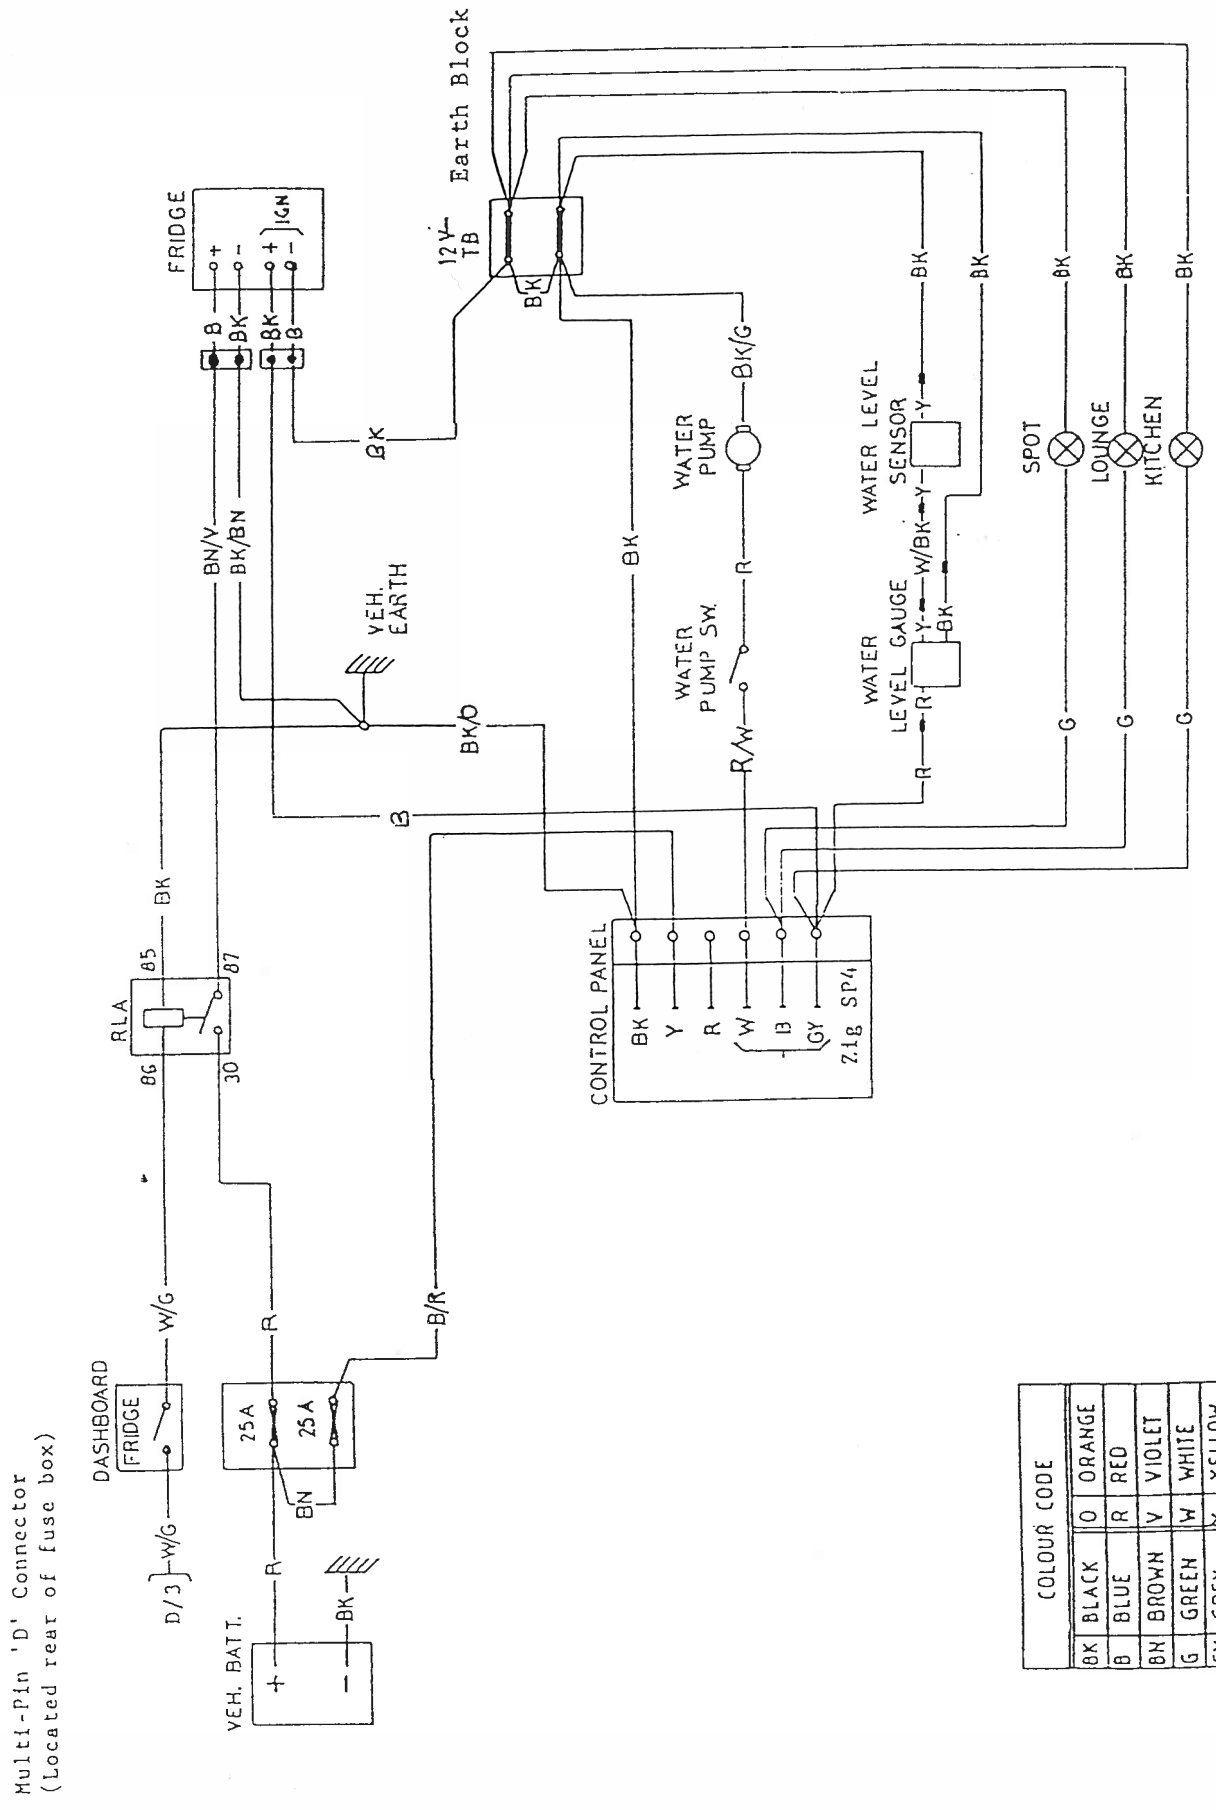 Multi-Pin 'D' Connector
(Located rear of fuse box)
DASHBOARD
FRIDGE
D/3
W/G
W/G
VEH. BATT.
+
-
R
BK
BN
25A
25A
R
B/R
RLA
86
85
30
87
BK
BN/V
BK/BN
VEH.
EARTH
BK/O
B
FRIDGE
+
-
+
-
IGN
B
BK
BK
B
BK
12V-
TB
Earth Block
BK
BK
CONTROL PANEL
BK
Y
R
W
B
GY
Zig SP4
WATER
PUMP SW.
R/W
R
WATER
PUMP
BK/G
WATER
LEVEL GAUGE
R
R
Y
BK
W/BK
WATER LEVEL
SENSOR
Y
Y
BK
BK
SPOT
LOUNGE
KITCHEN
G
G
G
BK
BK
BK
COLOUR CODE
BK BLACK O ORANGE
B BLUE R RED
BN BROWN V VIOLET
G GREEN W WHITE